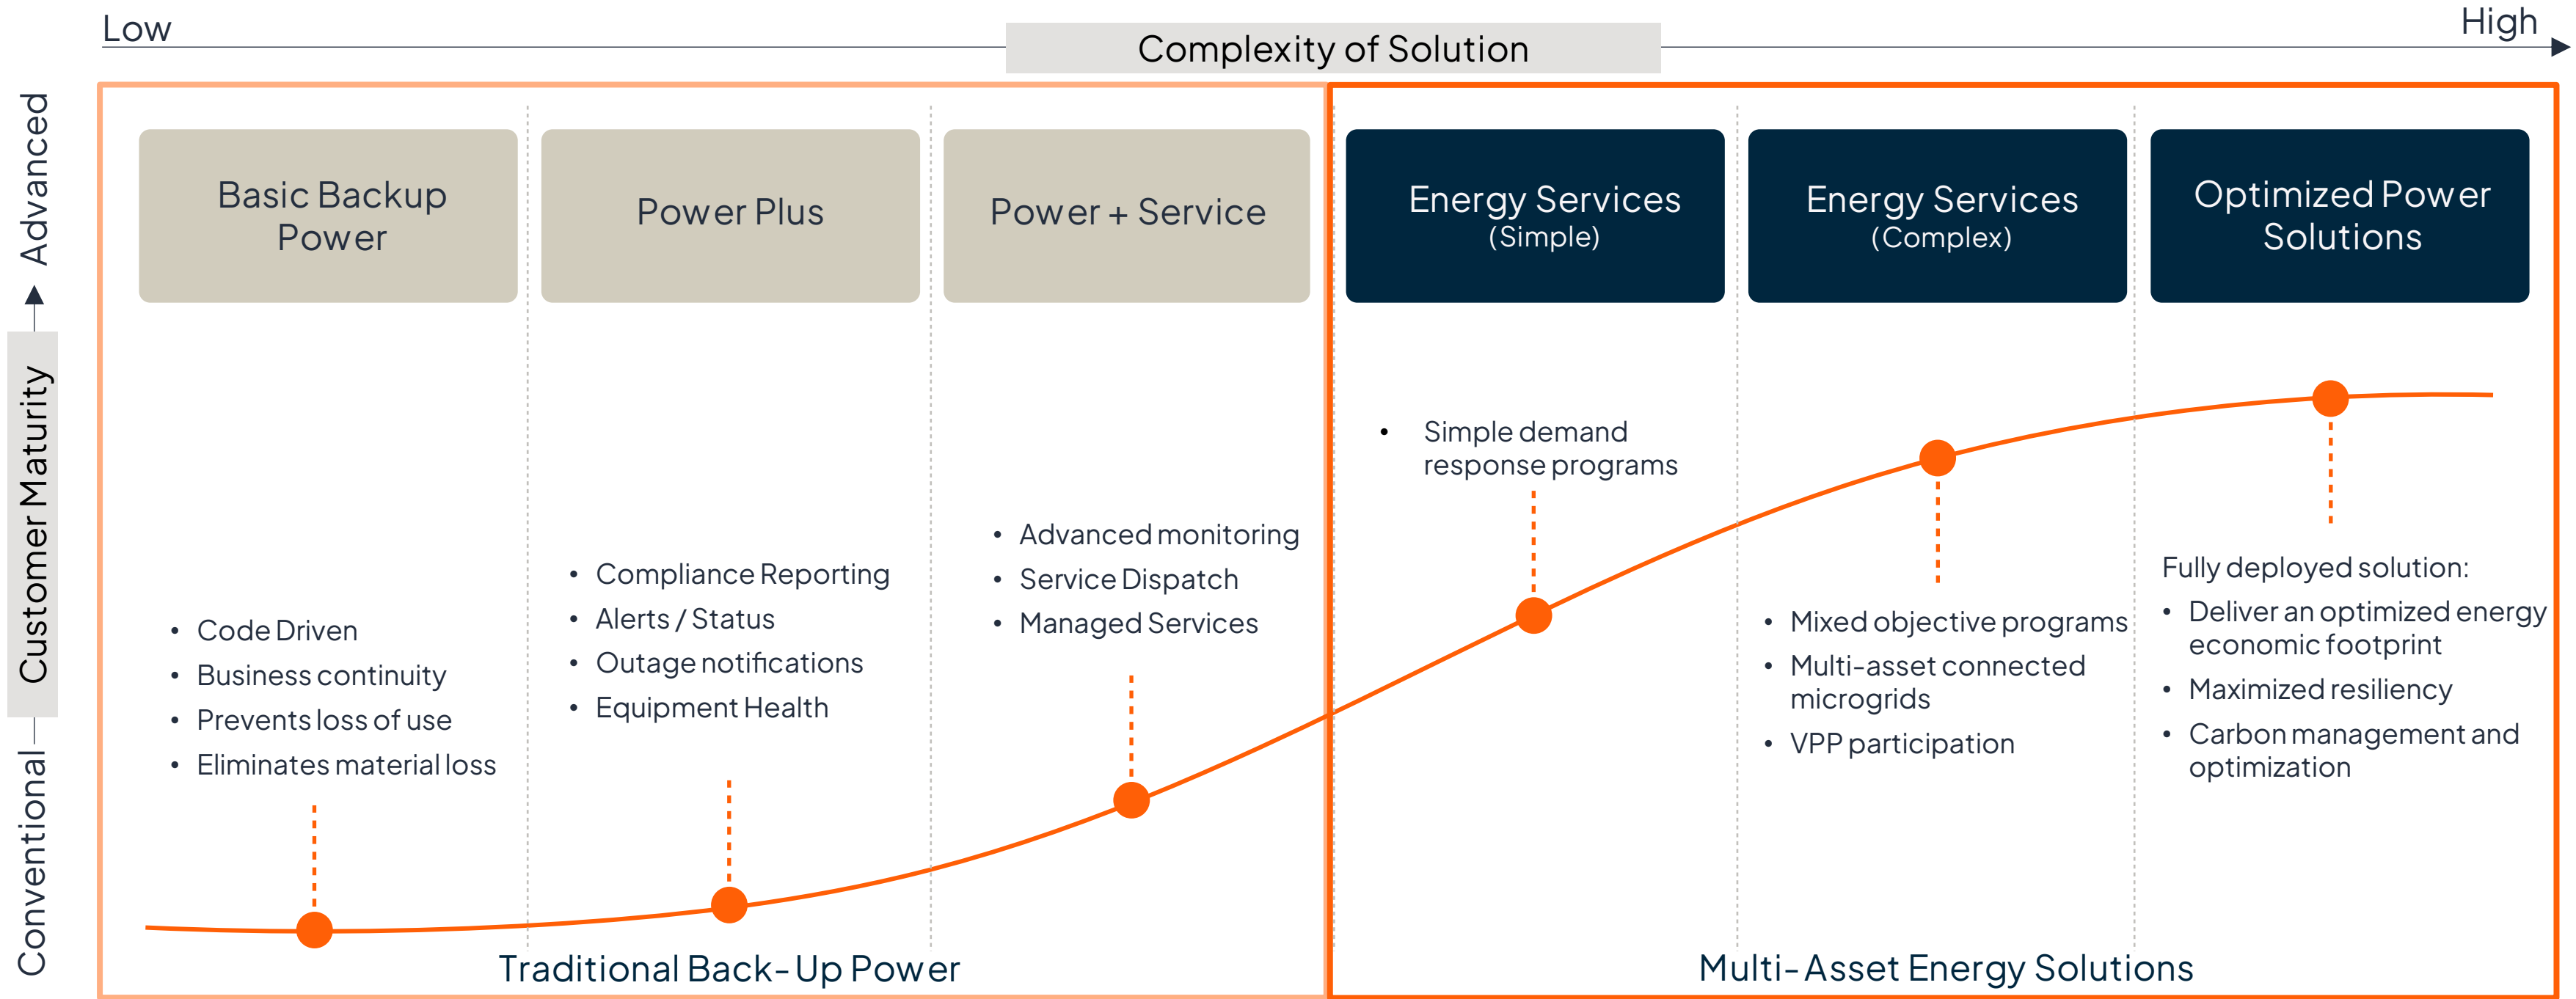 Low
Complexity of Solution
High
Advanced
Customer Maturity
Conventional
Basic Backup
Power
Power Plus
Power + Service
Energy Services
(Simple)
Energy Services
(Complex)
Optimized Power
Solutions
• Code Driven
• Business continuity
• Prevents loss of use
• Eliminates material loss
• Compliance Reporting
• Alerts / Status
• Outage notifications
• Equipment Health
• Advanced monitoring
• Service Dispatch
• Managed Services
• Simple demand
response programs
• Mixed objective programs
• Multi-asset connected
microgrids
• VPP participation
Fully deployed solution:
• Deliver an optimized energy
economic footprint
• Maximized resiliency
• Carbon management and
optimization
Traditional Back-Up Power
Multi-Asset Energy Solutions